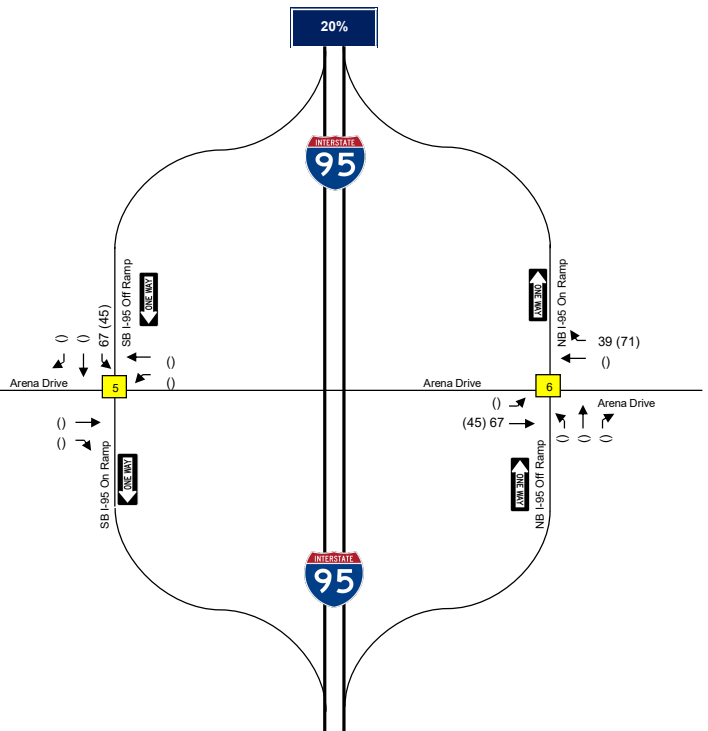 20%
INTERSTATE
95
SB I-95 Off Ramp
ONE WAY
NB I-95 On Ramp
ONE WAY
()
()
67 (45)
39 (71)
()
()
()
Arena Drive
5
Arena Drive
6
Arena Drive
()
()
()
(45) 67
()
()
()
SB I-95 On Ramp
ONE WAY
NB I-95 Off Ramp
ONE WAY
INTERSTATE
95